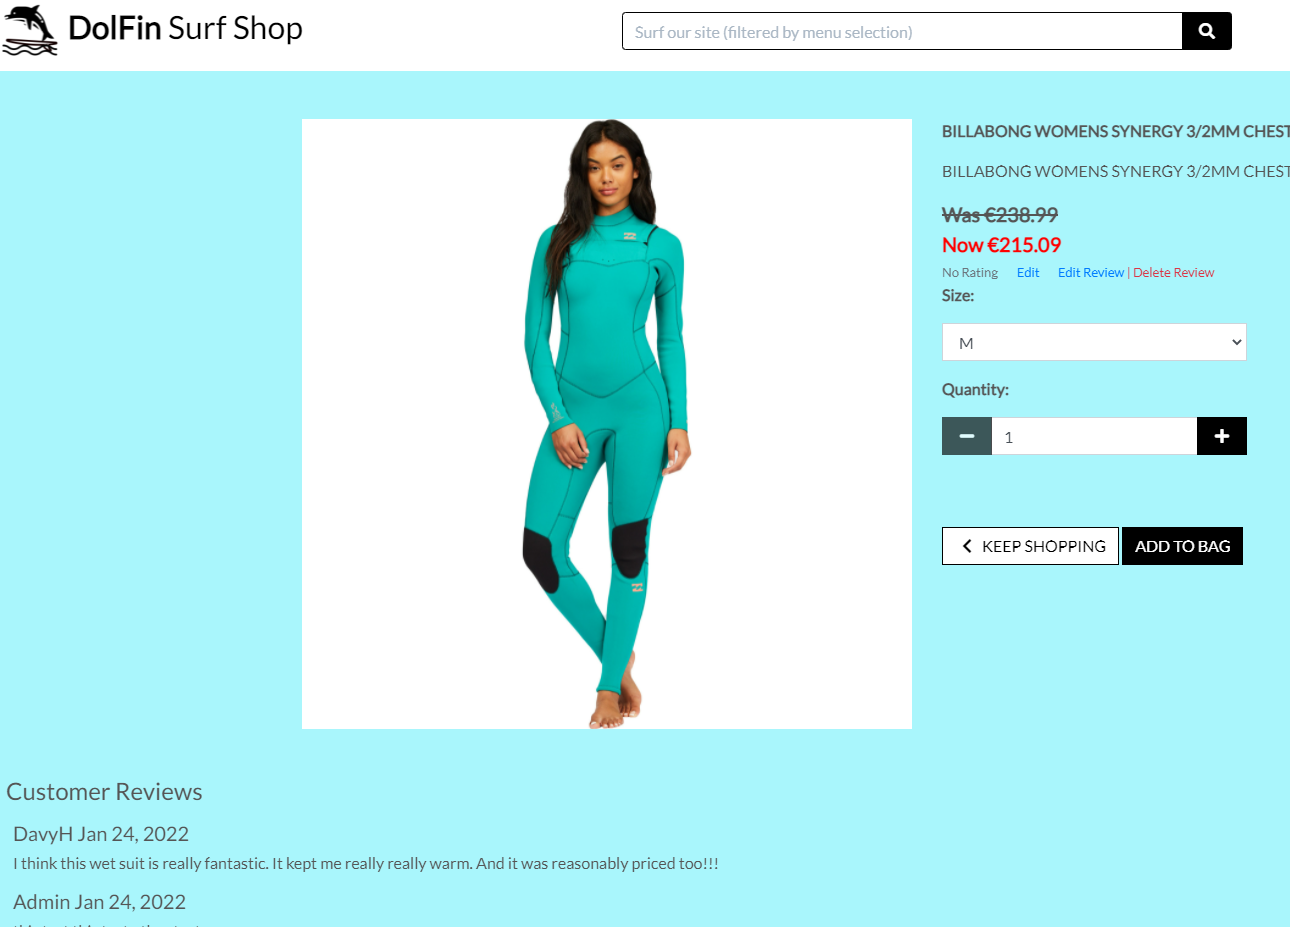 DolFin Surf Shop
Surf our site (filtered by menu selection)
BILLABONG WOMENS SYNERGY 3/2MM CHEST
BILLABONG WOMENS SYNERGY 3/2MM CHEST
Was €238.99
Now €215.09
No Rating Edit Edit Review | Delete Review
Size:
M
Quantity:
1
KEEP SHOPPING ADD TO BAG
Customer Reviews
DavyH Jan 24, 2022
I think this wet suit is really fantastic. It kept me really really warm. And it was reasonably priced too!!!
Admin Jan 24, 2022